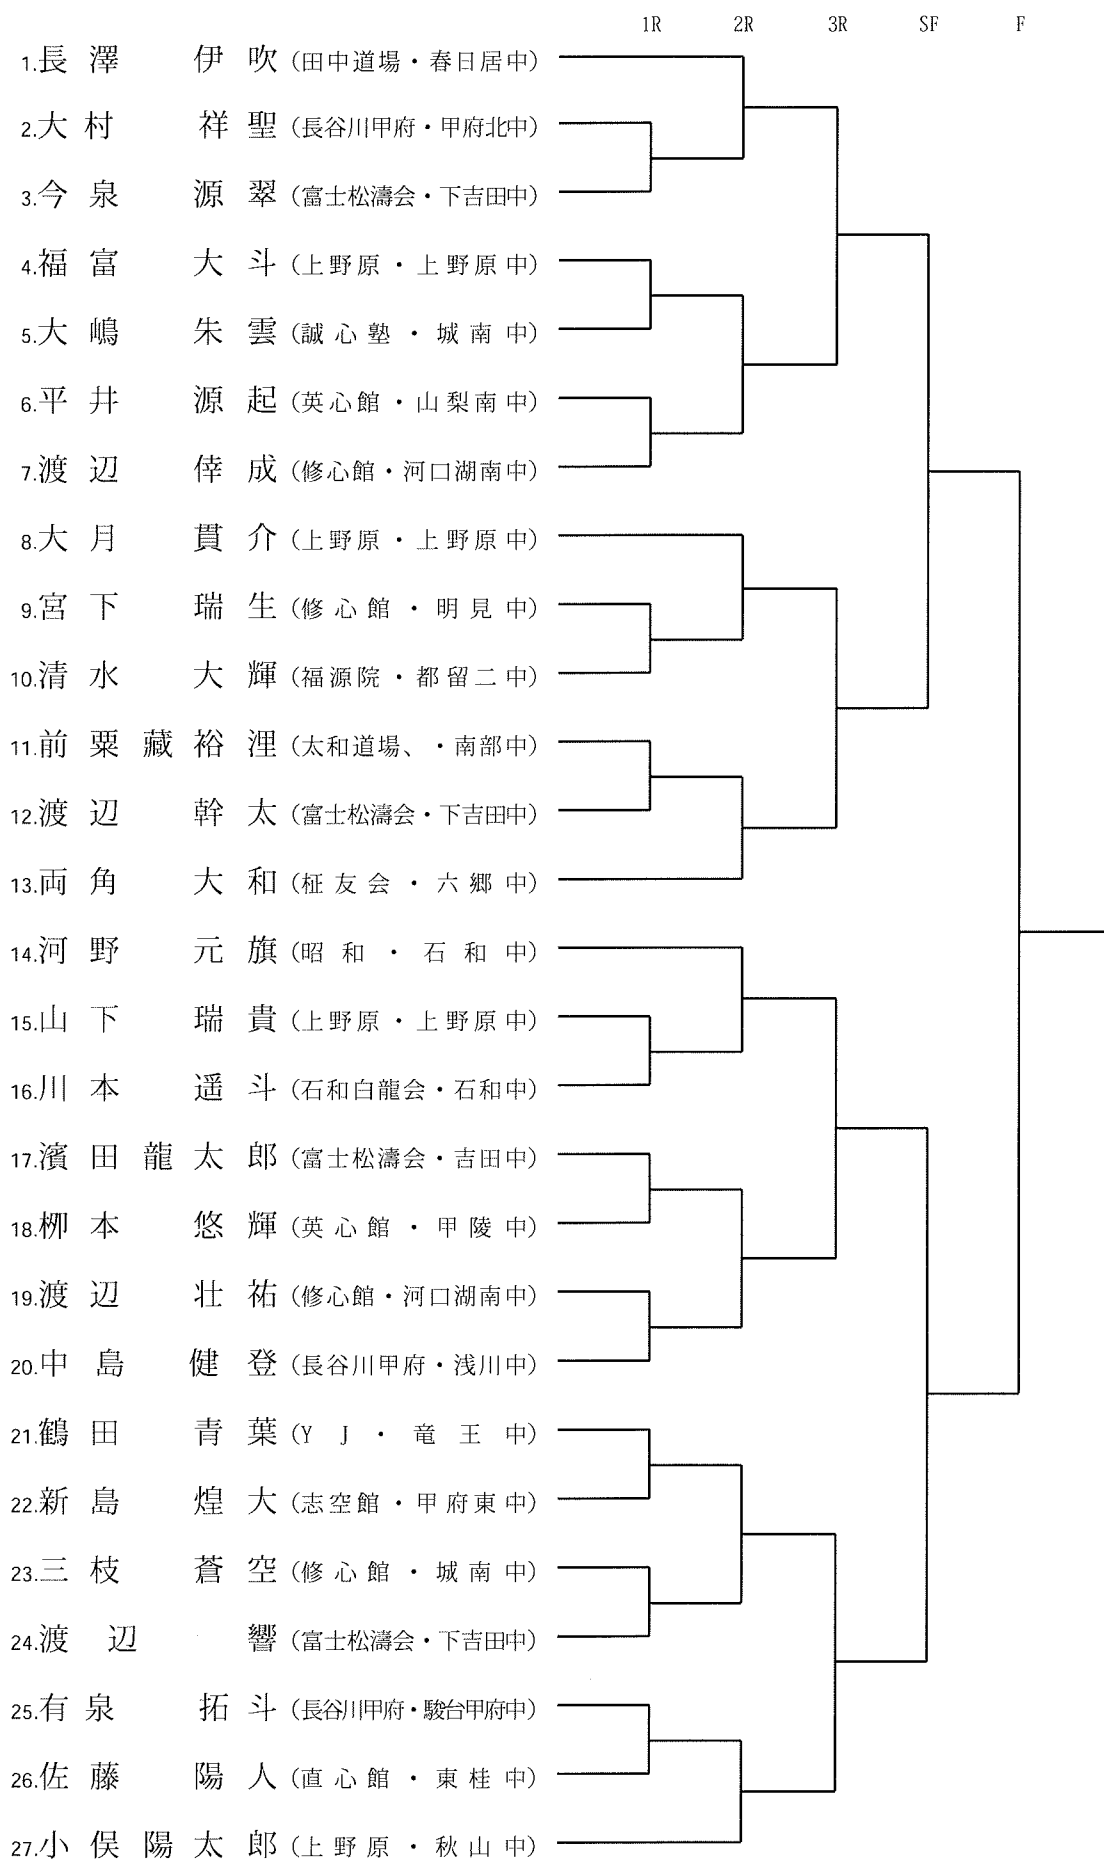 1R 2R 3R SF F
1.長澤 伊吹 (田中道場・春日居中)
2.大村 祥聖 (長谷川甲府・甲府北中)
3.今泉 源翠 (富士松濤会・下吉田中)
4.福富 大斗 (上野原・上野原中)
5.大嶋 朱雲 (誠心塾・城南中)
6.平井 源起 (英心館・山梨南中)
7.渡辺 倖成 (修心館・河口湖南中)
8.大月 貫介 (上野原・上野原中)
9.宮下 瑞生 (修心館・明見中)
10.清水 大輝 (福源院・都留二中)
11.前粟藏裕浬 (太和道場、・南部中)
12.渡辺 幹太 (富士松濤会・下吉田中)
13.両角 大和 (柾友会・六郷中)
14.河野 元旗 (昭和・石和中)
15.山下 瑞貴 (上野原・上野原中)
16.川本 遥斗 (石和白龍会・石和中)
17.濱田龍太郎 (富士松濤会・吉田中)
18.栁本 悠輝 (英心館・甲陵中)
19.渡辺 壮祐 (修心館・河口湖南中)
20.中島 健登 (長谷川甲府・浅川中)
21.鶴田 青葉 (YJ・竜王中)
22.新島 煌大 (志空館・甲府東中)
23.三枝 蒼空 (修心館・城南中)
24.渡辺 響 (富士松濤会・下吉田中)
25.有泉 拓斗 (長谷川甲府・駿台甲府中)
26.佐藤 陽人 (直心館・東桂中)
27.小俣陽太郎 (上野原・秋山中)